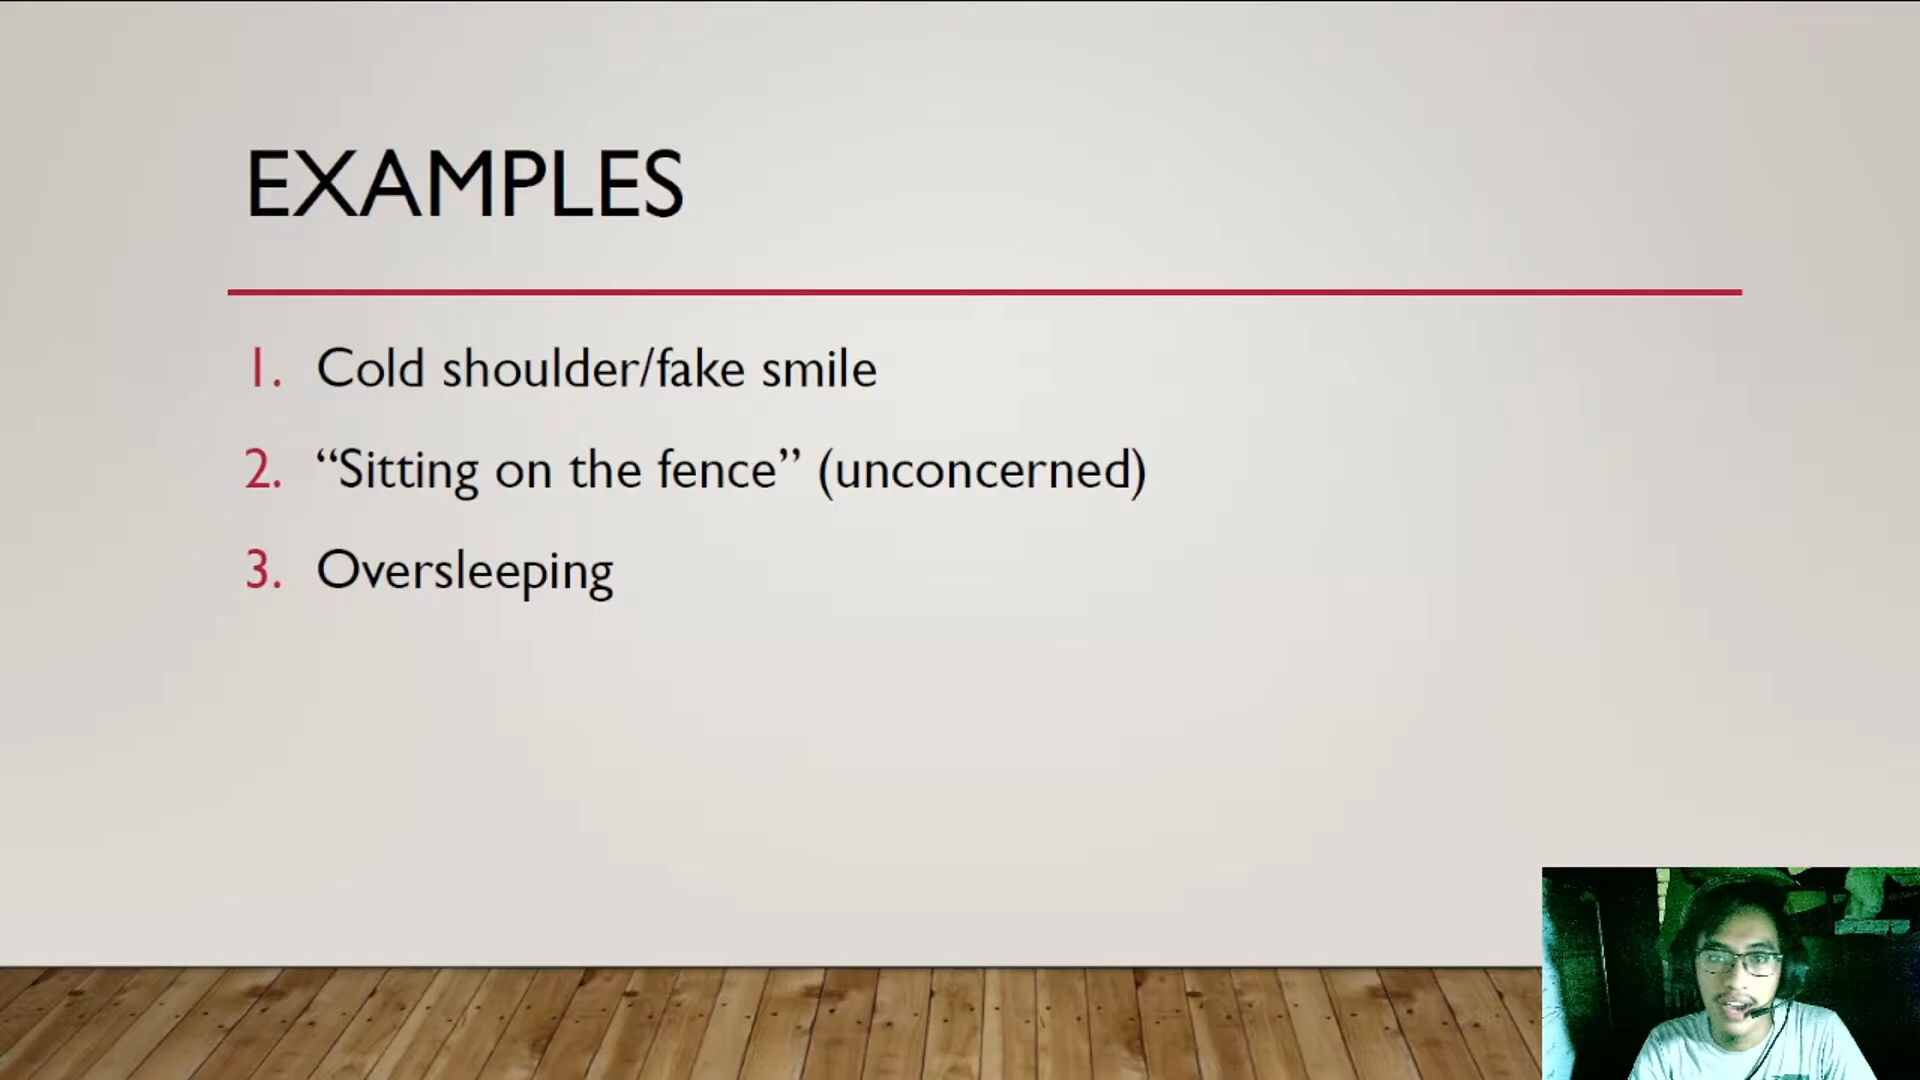 EXAMPLES
1. Cold shoulder/fake smile
2. “Sitting on the fence” (unconcerned)
3. Oversleeping